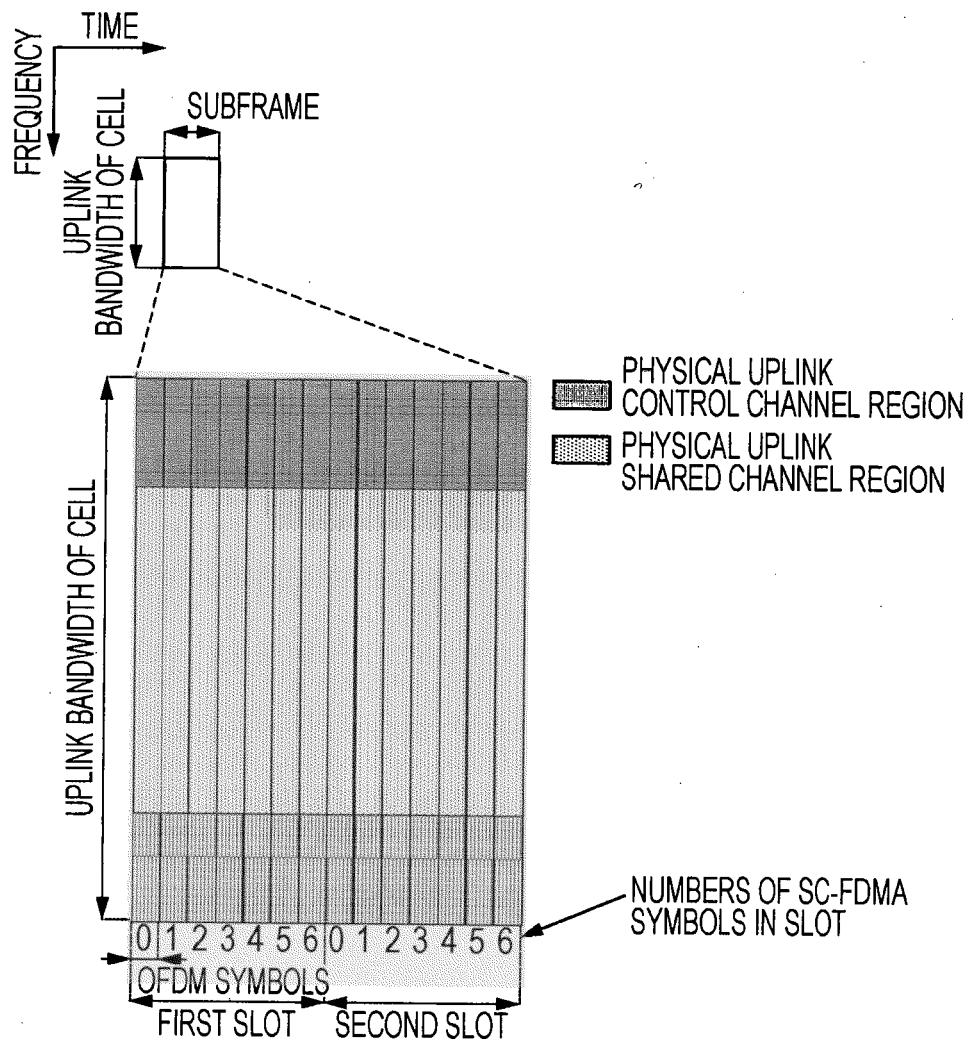 TIME
FREQUENCY
SUBFRAME
UPLINK
BANDWIDTH OF CELL
PHYSICAL UPLINK
CONTROL CHANNEL REGION
PHYSICAL UPLINK
SHARED CHANNEL REGION
UPLINK BANDWIDTH OF CELL
NUMBERS OF SC-FDMA
SYMBOLS IN SLOT
0 1 2 3 4 5 6 0 1 2 3 4 5 6
OFDM SYMBOLS
FIRST SLOT SECOND SLOT